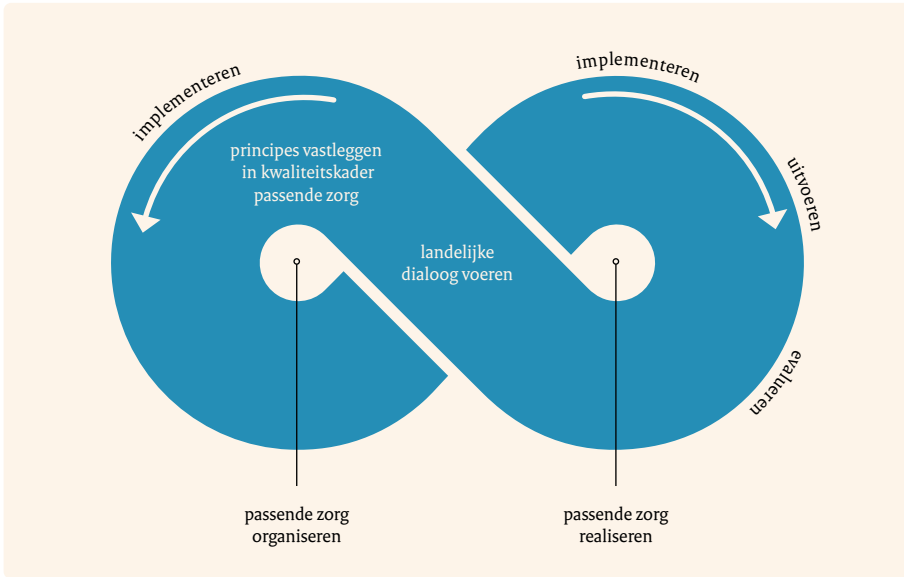 implementeren
principes vastleggen
in kwaliteitskader
passende zorg
landelijke
dialoog voeren
implementeren
uitvoeren
evalueren
passende zorg
organiseren
passende zorg
realiseren